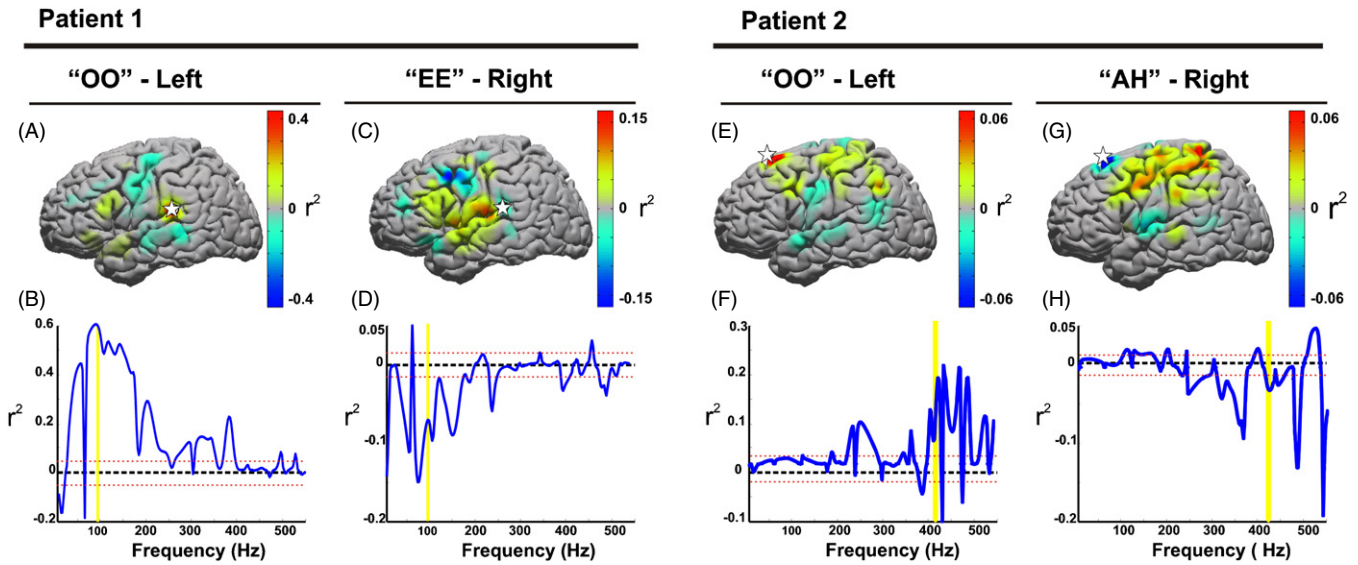 Patient 1
Patient 2
“OO” - Left
“EE” - Right
“OO” - Left
“AH” - Right
(A)
0.4
0
r²
-0.4
(C)
0.15
0
r²
-0.15
(E)
0.06
0
r²
-0.06
(G)
0.06
0
r²
-0.06
(B)
0.6
0.4
0.2
0
-0.2
r²
100 200 300 400 500
Frequency (Hz)
(D)
0.05
0
-0.1
-0.2
r²
100 200 300 400 500
Frequency (Hz)
(F)
0.3
0.2
0.1
0
-0.1
r²
100 200 300 400 500
Frequency (Hz)
(H)
0.05
0
-0.1
-0.2
r²
100 200 300 400 500
Frequency ( Hz)